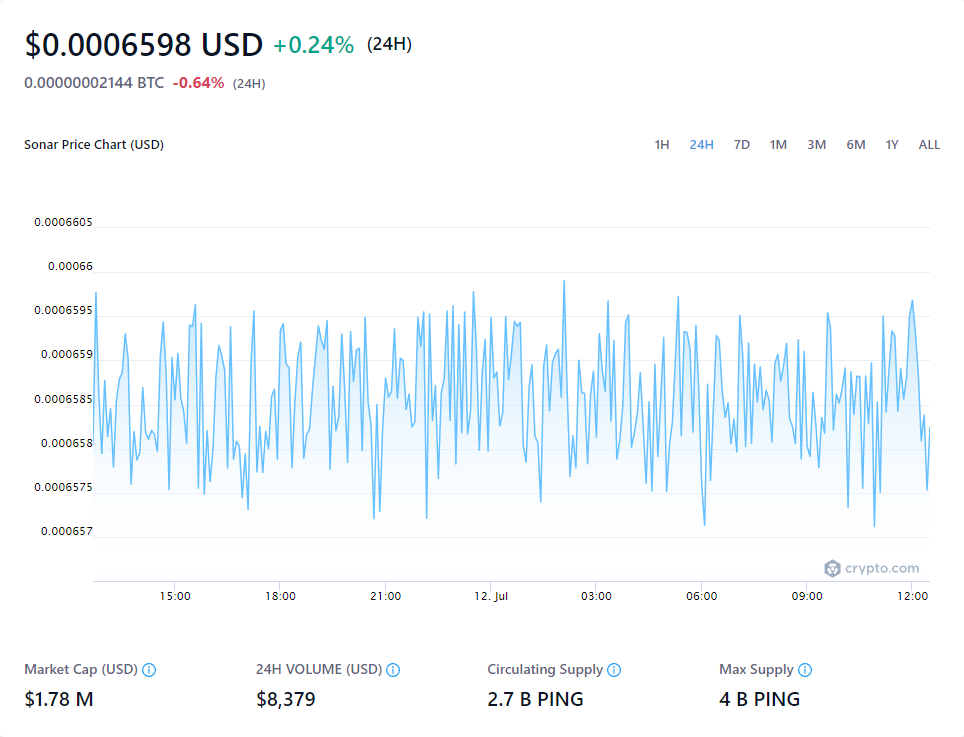 $0.0006598 USD +0.24% (24H)
0.00000002144 BTC -0.64% (24H)
Sonar Price Chart (USD) 1H 24H 7D 1M 3M 6M 1Y ALL
0.0006605
0.00066
0.0006595
0.000659
0.0006585
0.000658
0.0006575
0.000657
crypto.com
15:00 18:00 21:00 12. Jul 03:00 06:00 09:00 12:00
Market Cap (USD) 24H VOLUME (USD) Circulating Supply Max Supply
$1.78 M $8,379 2.7 B PING 4 B PING